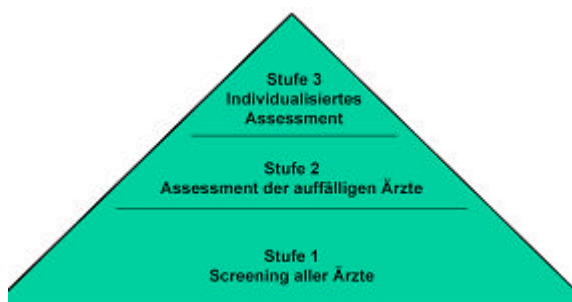 Stufe 3
Individualisiertes
Assessment
Stufe 2
Assessment der auffälligen Ärzte
Stufe 1
Screening aller Ärzte